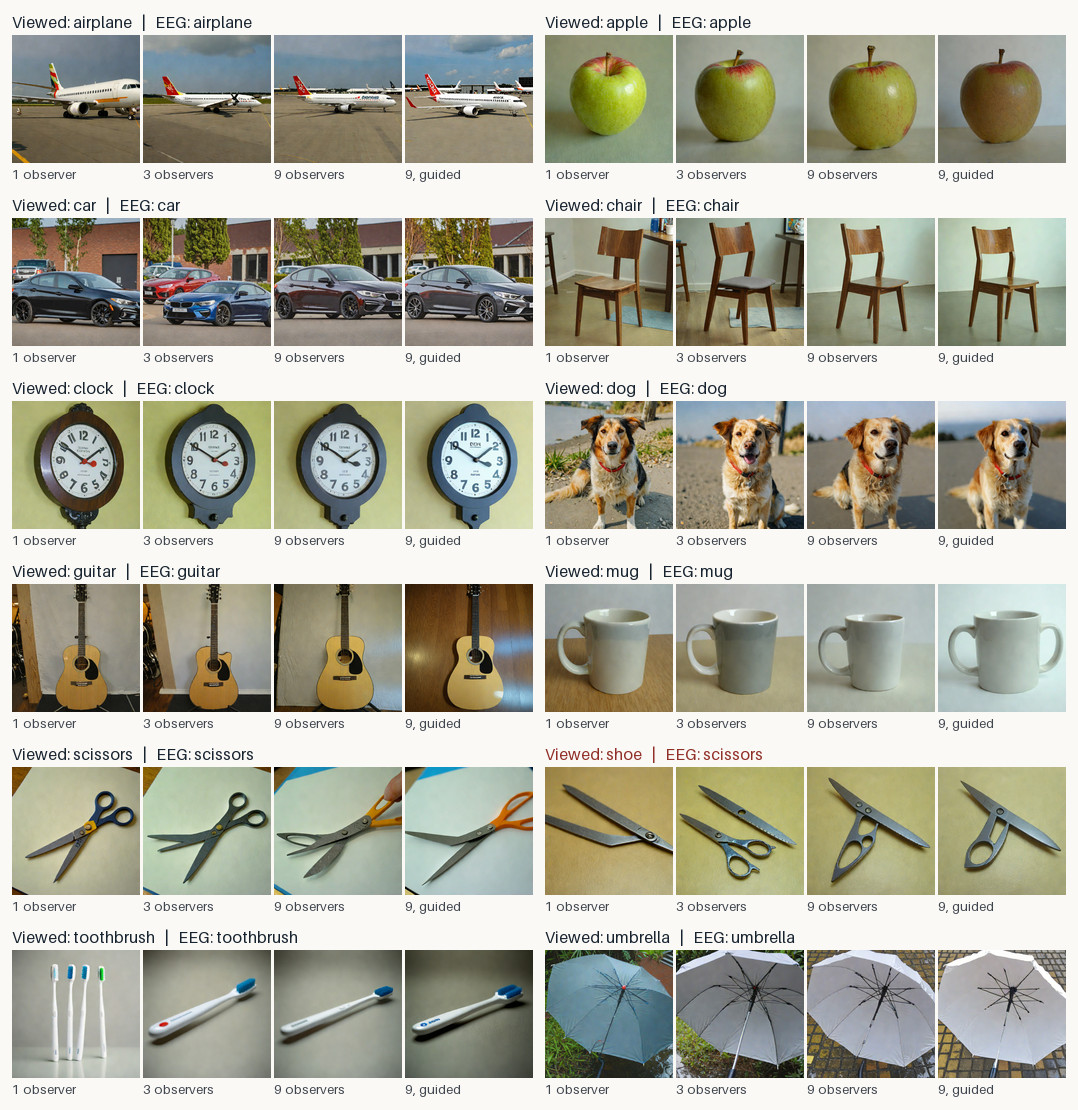 Viewed: airplane | EEG: airplane
1 observer
3 observers
9 observers
9, guided
Viewed: apple | EEG: apple
1 observer
3 observers
9 observers
9, guided
Viewed: car | EEG: car
1 observer
3 observers
9 observers
9, guided
Viewed: chair | EEG: chair
1 observer
3 observers
9 observers
9, guided
Viewed: clock | EEG: clock
1 observer
3 observers
9 observers
9, guided
Viewed: dog | EEG: dog
1 observer
3 observers
9 observers
9, guided
Viewed: guitar | EEG: guitar
1 observer
3 observers
9 observers
9, guided
Viewed: mug | EEG: mug
1 observer
3 observers
9 observers
9, guided
Viewed: scissors | EEG: scissors
1 observer
3 observers
9 observers
9, guided
Viewed: shoe | EEG: scissors
1 observer
3 observers
9 observers
9, guided
Viewed: toothbrush | EEG: toothbrush
1 observer
3 observers
9 observers
9, guided
Viewed: umbrella | EEG: umbrella
1 observer
3 observers
9 observers
9, guided